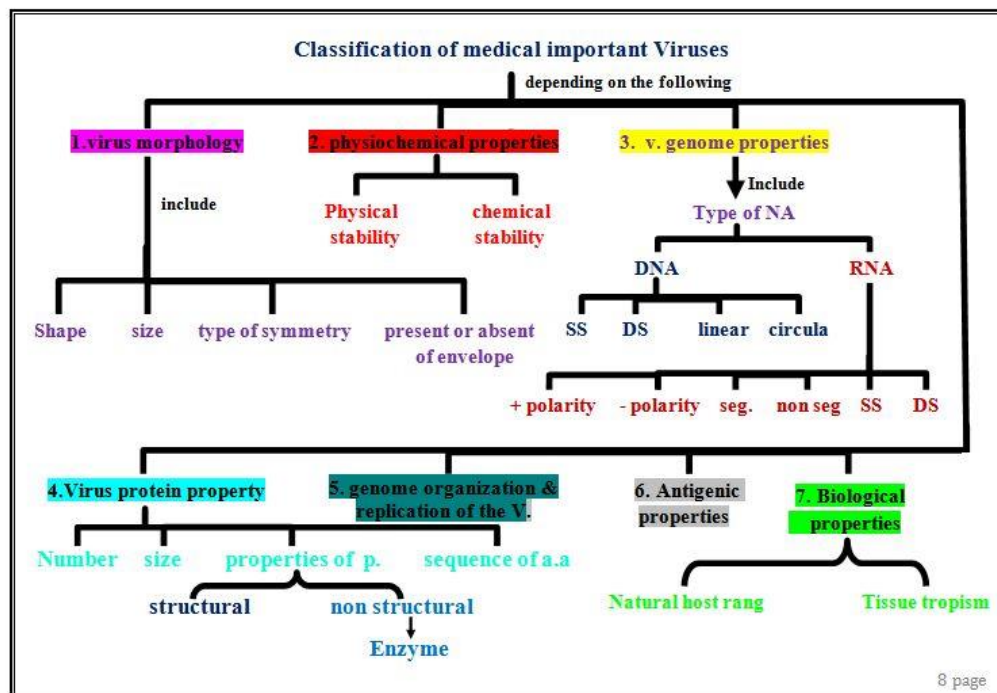 Classification of medical important Viruses
depending on the following
1.virus morphology
2. physiochemical properties
3. v. genome properties
include
Physical
stability
chemical
stability
Include
Type of NA
DNA
RNA
Shape
size
type of symmetry
present or absent
of envelope
SS
DS
linear
circula
+ polarity
- polarity
seg.
non seg
SS
DS
4.Virus protein property
5. genome organization &
replication of the V.
6. Antigenic
properties
7. Biological
properties
Number
size
properties of p.
sequence of a.a
structural
non structural
Enzyme
Natural host rang
Tissue tropism
8 page